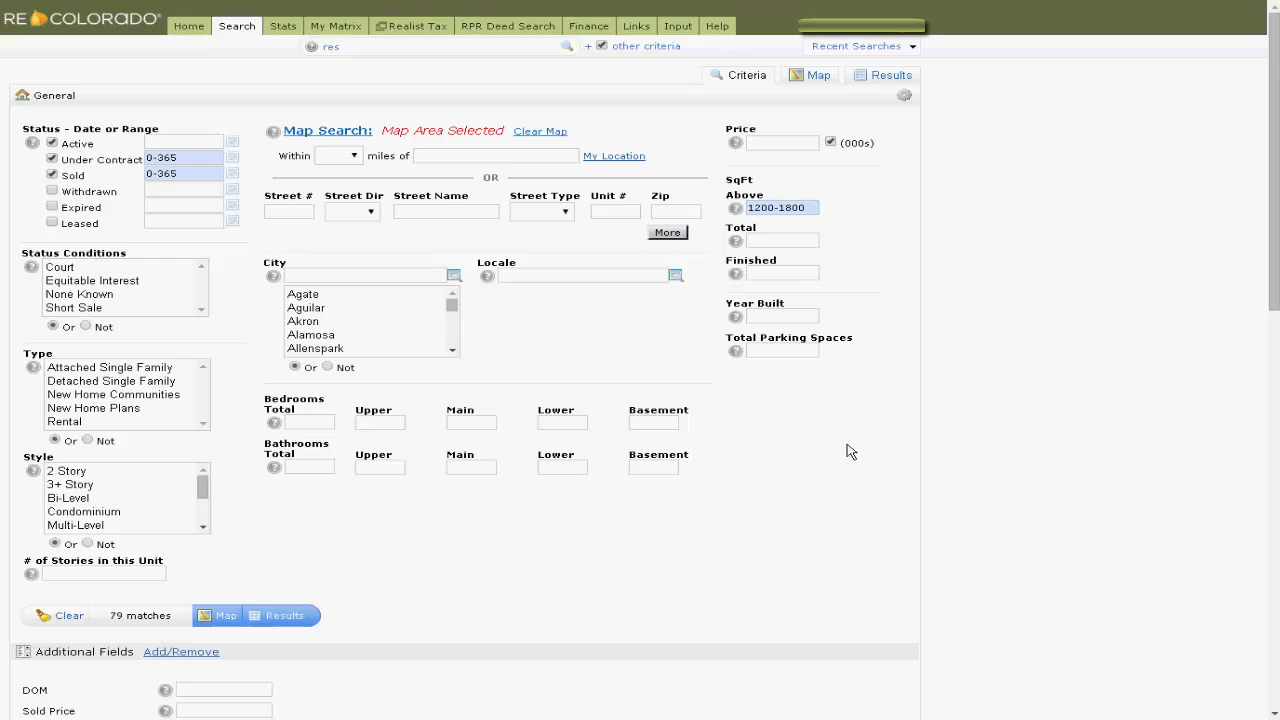 RE COLORADO
Home Search Stats My Matrix Realist Tax RPR Deed Search Finance Links Input Help
res + other criteria Recent Searches
Criteria Map Results
General
Status - Date or Range
Active
Under Contract 0-365
Sold 0-365
Withdrawn
Expired
Leased
Status Conditions
Court
Equitable Interest
None Known
Short Sale
Or Not
Type
Attached Single Family
Detached Single Family
New Home Communities
New Home Plans
Rental
Or Not
Style
2 Story
3+ Story
Bi-Level
Condominium
Multi-Level
Or Not
# of Stories in this Unit
Map Search: Map Area Selected Clear Map
Within miles of My Location
OR
Street # Street Dir Street Name Street Type Unit # Zip
More
City Locale
Agate
Aguilar
Akron
Alamosa
Allenspark
Or Not
Bedrooms
Total Upper Main Lower Basement
Bathrooms
Total Upper Main Lower Basement
Price
(000s)
SqFt
Above
1200-1800
Total
Finished
Year Built
Total Parking Spaces
Clear 79 matches Map Results
Additional Fields Add/Remove
DOM
Sold Price